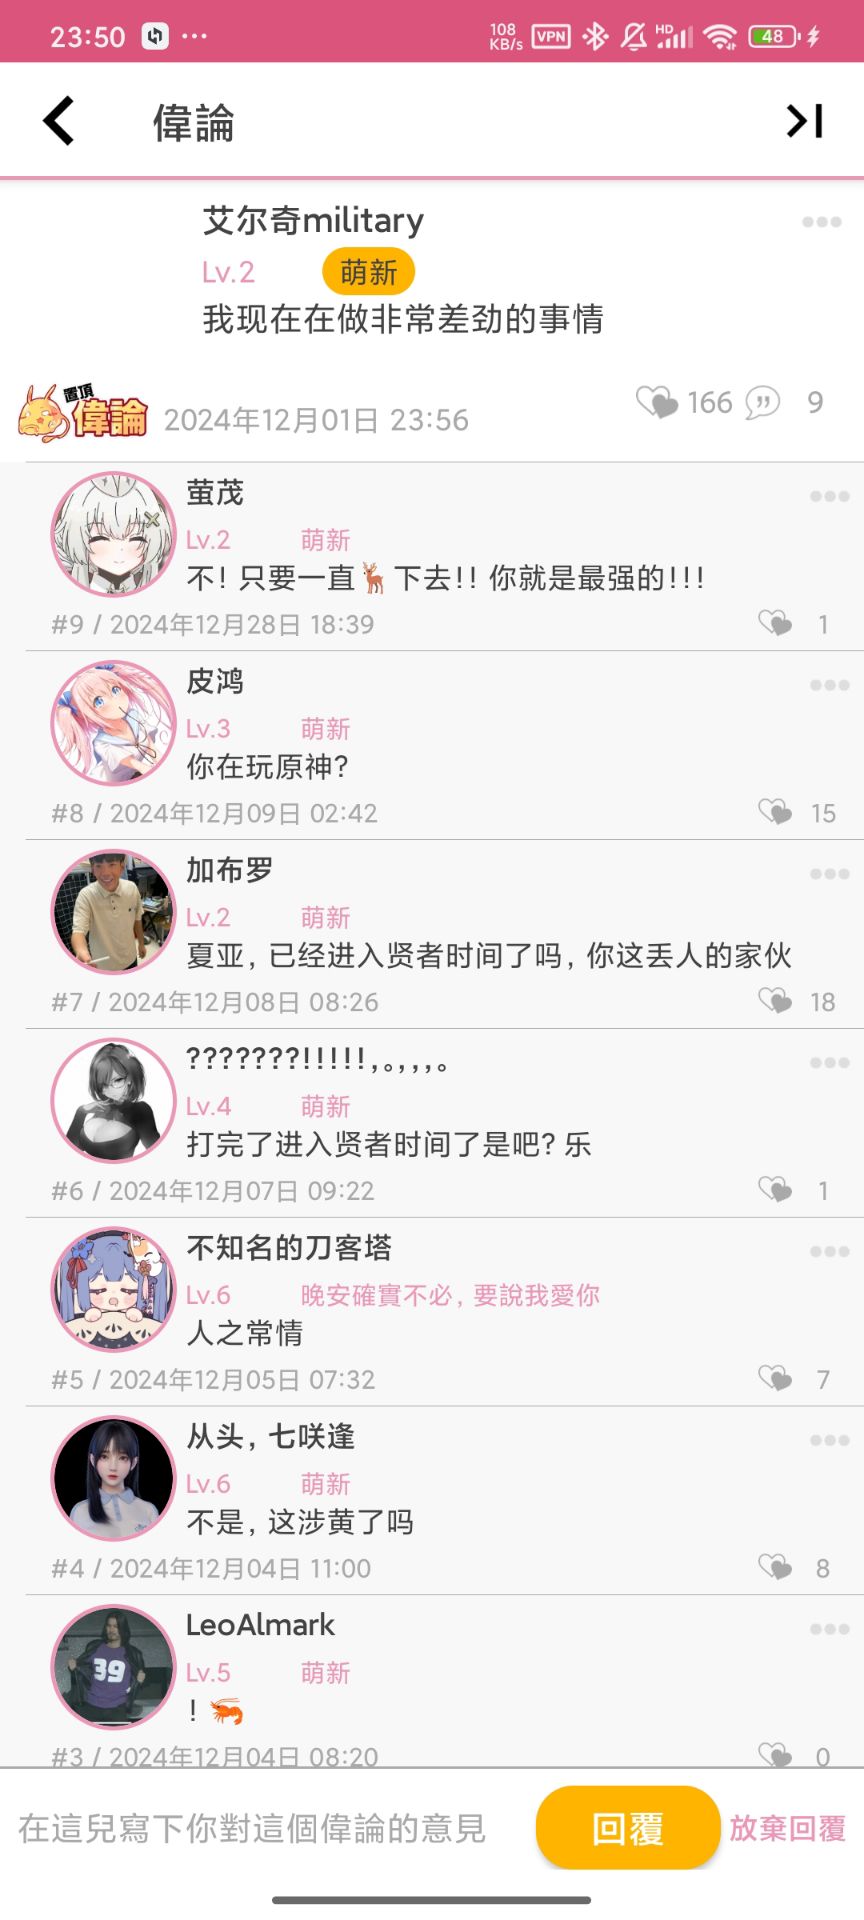 23:50
108
KB/s
VPN
HD
48
偉論
艾尔奇military
Lv.2 萌新
我现在在做非常差劲的事情
置頂
偉論
2024年12月01日 23:56
166 9
萤茂
Lv.2 萌新
不! 只要一直🦌下去!! 你就是最强的!!!
#9 / 2024年12月28日 18:39 1
皮鸿
Lv.3 萌新
你在玩原神?
#8 / 2024年12月09日 02:42 15
加布罗
Lv.2 萌新
夏亚, 已经进入贤者时间了吗, 你这丢人的家伙
#7 / 2024年12月08日 08:26 18
???????!!!!!,。,,,。
Lv.4 萌新
打完了进入贤者时间了是吧? 乐
#6 / 2024年12月07日 09:22 1
不知名的刀客塔
Lv.6 晚安確實不必, 要說我愛你
人之常情
#5 / 2024年12月05日 07:32 7
从头, 七咲逢
Lv.6 萌新
不是, 这涉黄了吗
#4 / 2024年12月04日 11:00 8
39
LeoAlmark
Lv.5 萌新
! 🦐
#3 / 2024年12月04日 08:20 0
在這兒寫下你對這個偉論的意見 回覆 放棄回覆